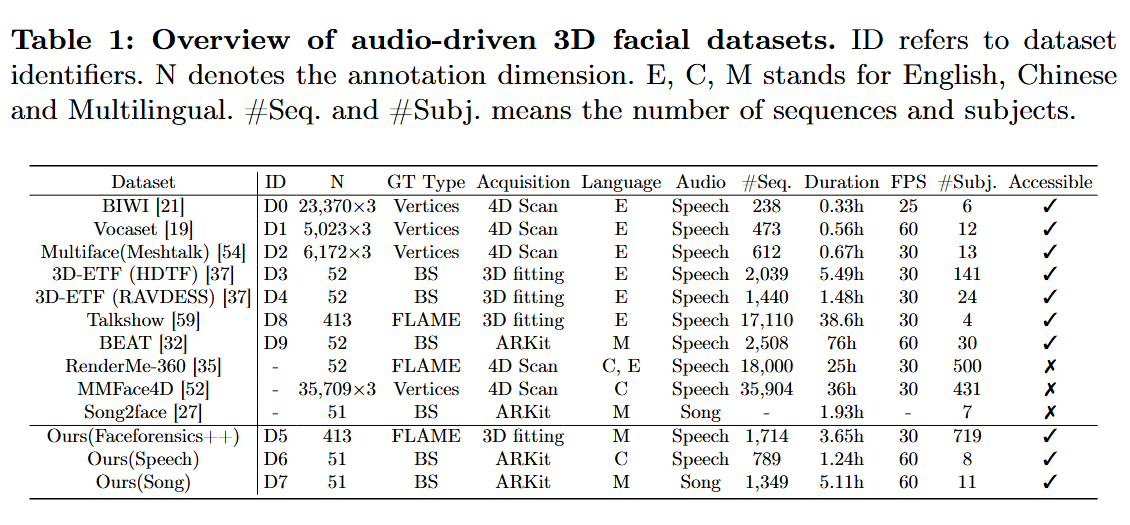 Table 1: Overview of audio-driven 3D facial datasets. ID refers to dataset
identifiers. N denotes the annotation dimension. E, C, M stands for English, Chinese
and Multilingual. #Seq. and #Subj. means the number of sequences and subjects.
Dataset ID N GT Type Acquisition Language Audio #Seq. Duration FPS #Subj. Accessible
BIWI [21] D0 23,370×3 Vertices 4D Scan E Speech 238 0.33h 25 6 ✓
Vocaset [19] D1 5,023×3 Vertices 4D Scan E Speech 473 0.56h 60 12 ✓
Multiface(Meshtalk) [54] D2 6,172×3 Vertices 4D Scan E Speech 612 0.67h 30 13 ✓
3D-ETF (HDTF) [37] D3 52 BS 3D fitting E Speech 2,039 5.49h 30 141 ✓
3D-ETF (RAVDESS) [37] D4 52 BS 3D fitting E Speech 1,440 1.48h 30 24 ✓
Talkshow [59] D8 413 FLAME 3D fitting E Speech 17,110 38.6h 30 4 ✓
BEAT [32] D9 52 BS ARKit M Speech 2,508 76h 60 30 ✓
RenderMe-360 [35] - 52 FLAME 4D Scan C, E Speech 18,000 25h 30 500 ✗
MMFace4D [52] - 35,709×3 Vertices 4D Scan C Speech 35,904 36h 30 431 ✗
Song2face [27] - 51 BS ARKit M Song - 1.93h - 7 ✗
Ours(Faceforensics++) D5 413 FLAME 3D fitting M Speech 1,714 3.65h 30 719 ✓
Ours(Speech) D6 51 BS ARKit C Speech 789 1.24h 60 8 ✓
Ours(Song) D7 51 BS ARKit M Song 1,349 5.11h 60 11 ✓